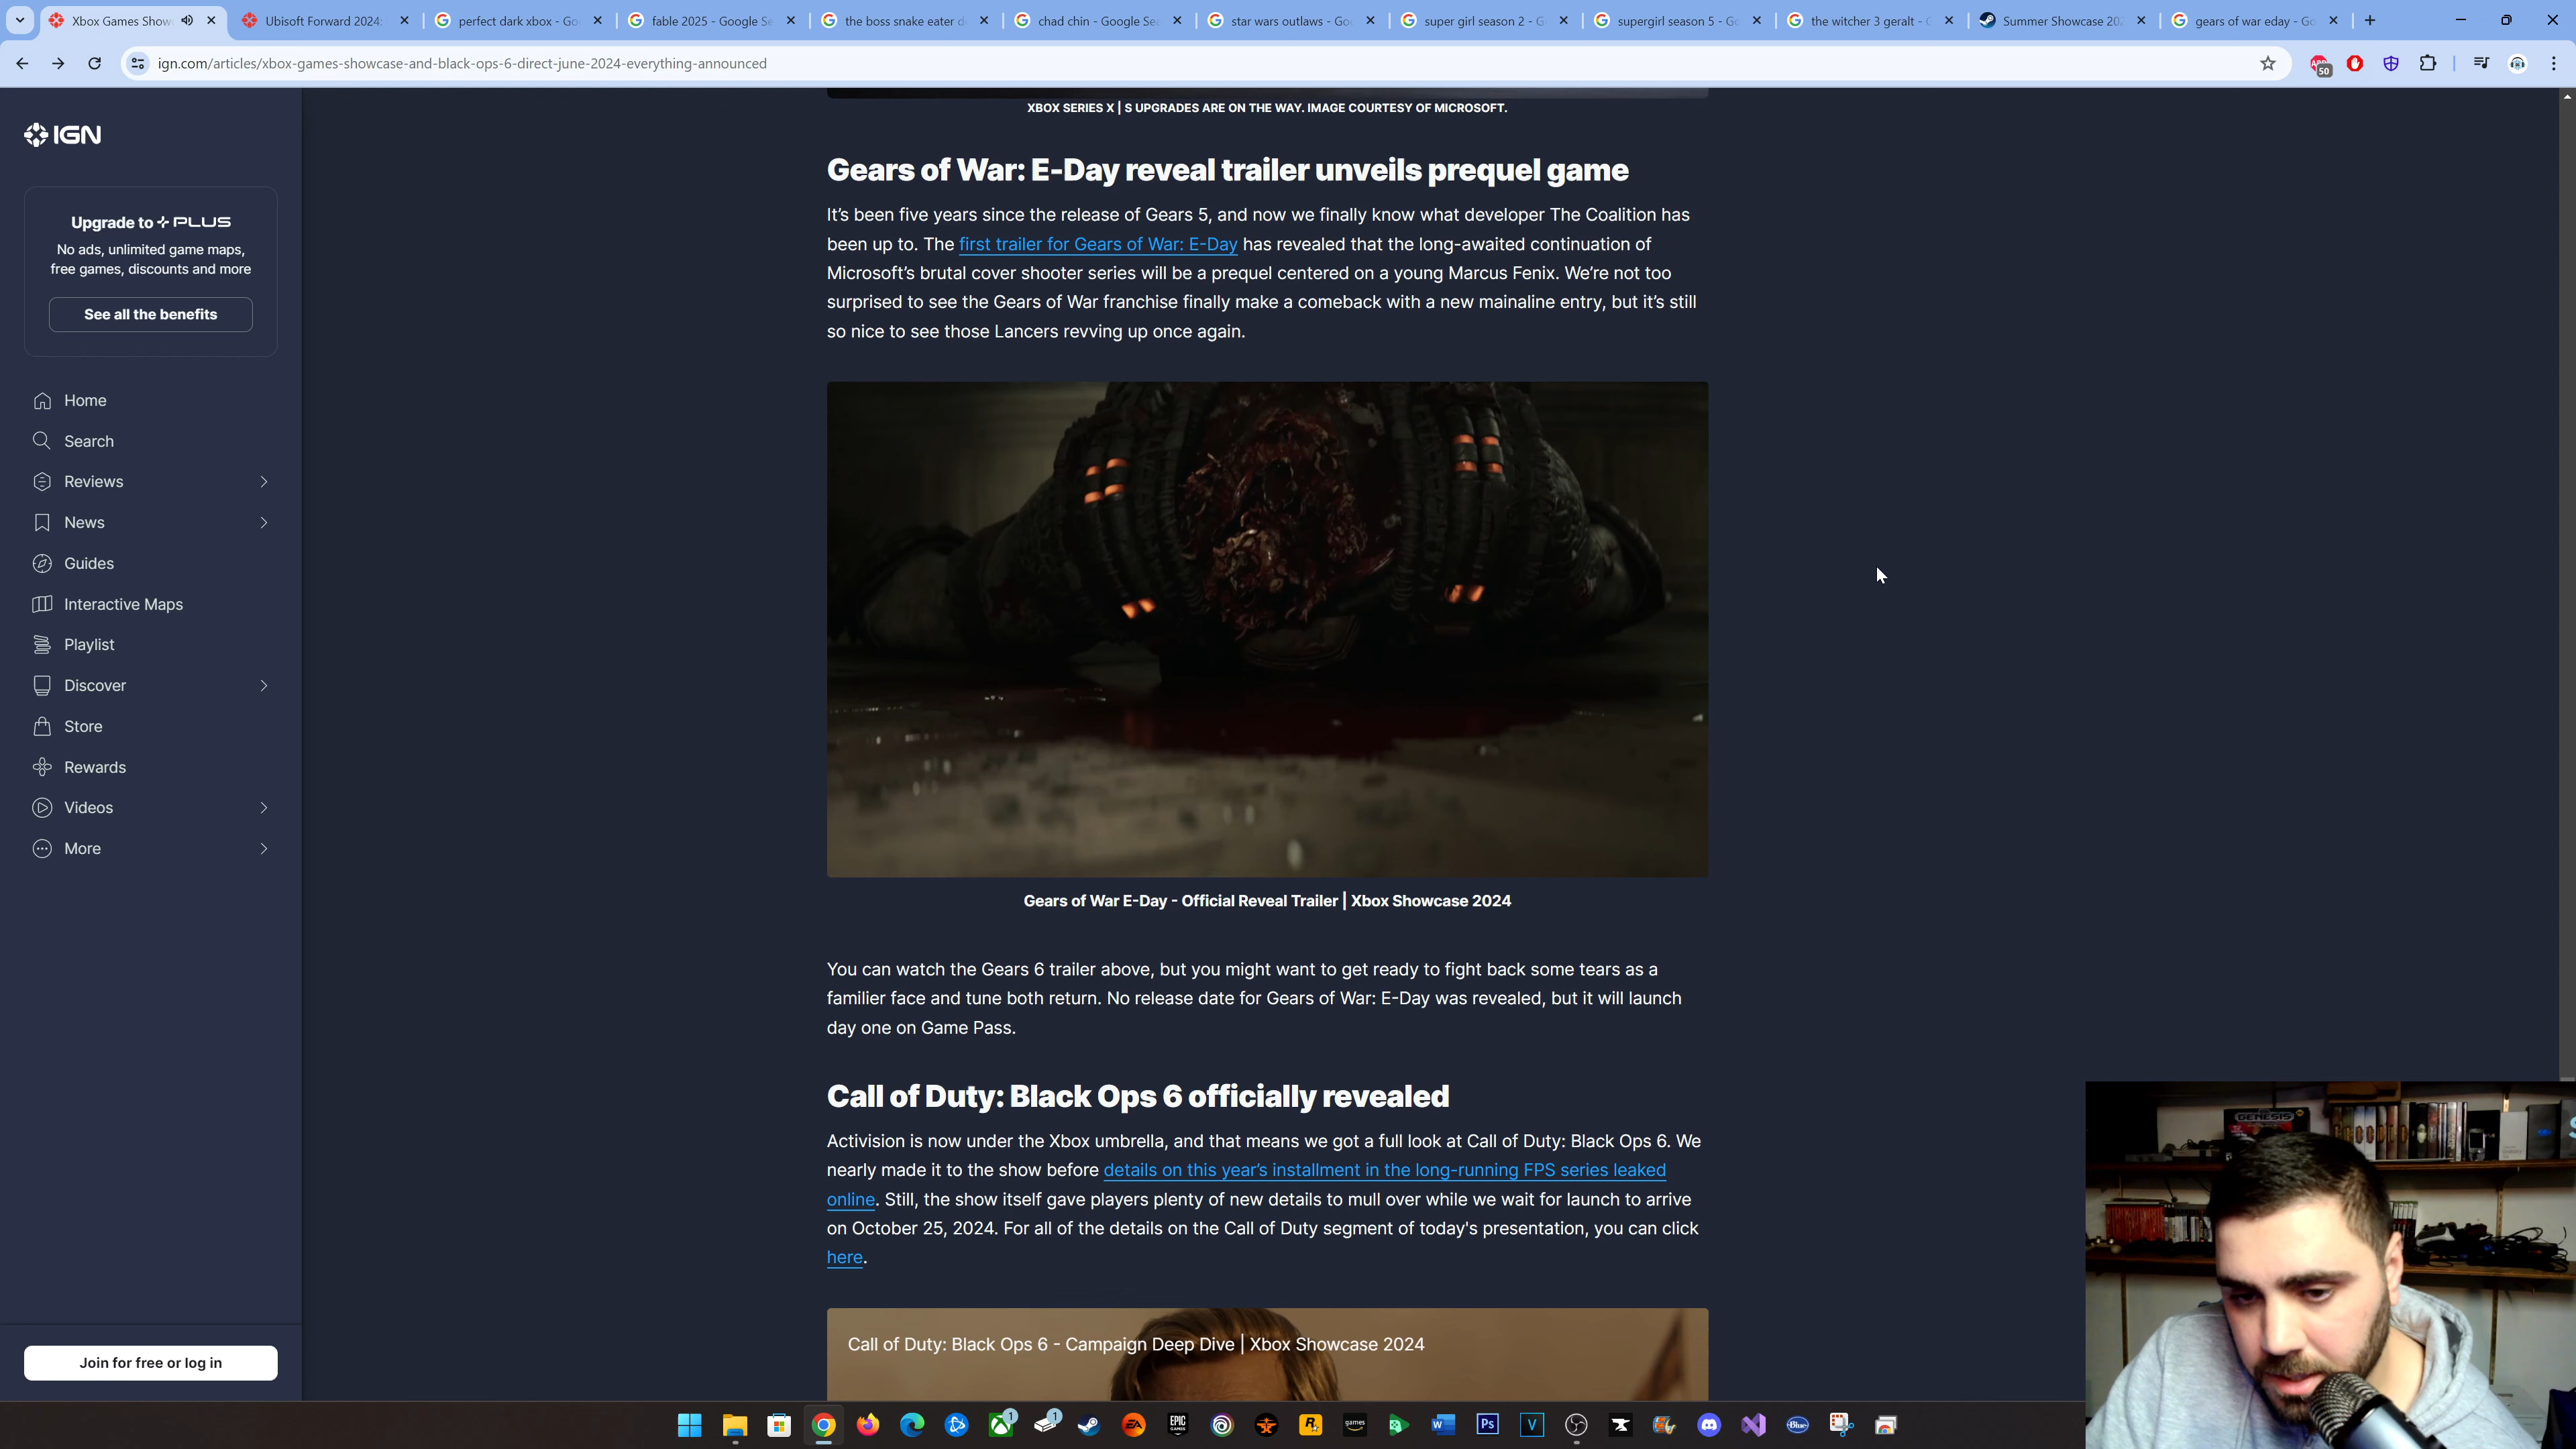 Xbox Games Show
Ubisoft Forward 2024:
perfect dark xbox - Go
fable 2025 - Google Se
the boss snake eater d
chad chin - Google Sea
star wars outlaws - Goo
super girl season 2 - G
supergirl season 5 - Go
the witcher 3 geralt - G
Summer Showcase 202
gears of war eday - Go
ign.com/articles/xbox-games-showcase-and-black-ops-6-direct-june-2024-everything-announced
50
IGN
Upgrade to PLUS
No ads, unlimited game maps,
free games, discounts and more
See all the benefits
Home
Search
Reviews
News
Guides
Interactive Maps
Playlist
Discover
Store
Rewards
Videos
More
Join for free or log in
XBOX SERIES X | S UPGRADES ARE ON THE WAY. IMAGE COURTESY OF MICROSOFT.
Gears of War: E-Day reveal trailer unveils prequel game
It's been five years since the release of Gears 5, and now we finally know what developer The Coalition has
been up to. The first trailer for Gears of War: E-Day has revealed that the long-awaited continuation of
Microsoft's brutal cover shooter series will be a prequel centered on a young Marcus Fenix. We're not too
surprised to see the Gears of War franchise finally make a comeback with a new mainaline entry, but it's still
so nice to see those Lancers revving up once again.
Gears of War E-Day - Official Reveal Trailer | Xbox Showcase 2024
You can watch the Gears 6 trailer above, but you might want to get ready to fight back some tears as a
familier face and tune both return. No release date for Gears of War: E-Day was revealed, but it will launch
day one on Game Pass.
Call of Duty: Black Ops 6 officially revealed
Activision is now under the Xbox umbrella, and that means we got a full look at Call of Duty: Black Ops 6. We
nearly made it to the show before details on this year's installment in the long-running FPS series leaked
online. Still, the show itself gave players plenty of new details to mull over while we wait for launch to arrive
on October 25, 2024. For all of the details on the Call of Duty segment of today's presentation, you can click
here.
Call of Duty: Black Ops 6 - Campaign Deep Dive | Xbox Showcase 2024
GENESIS
1
1
EA
EPIC
GAMES
R
games
W
Ps
V
Blue